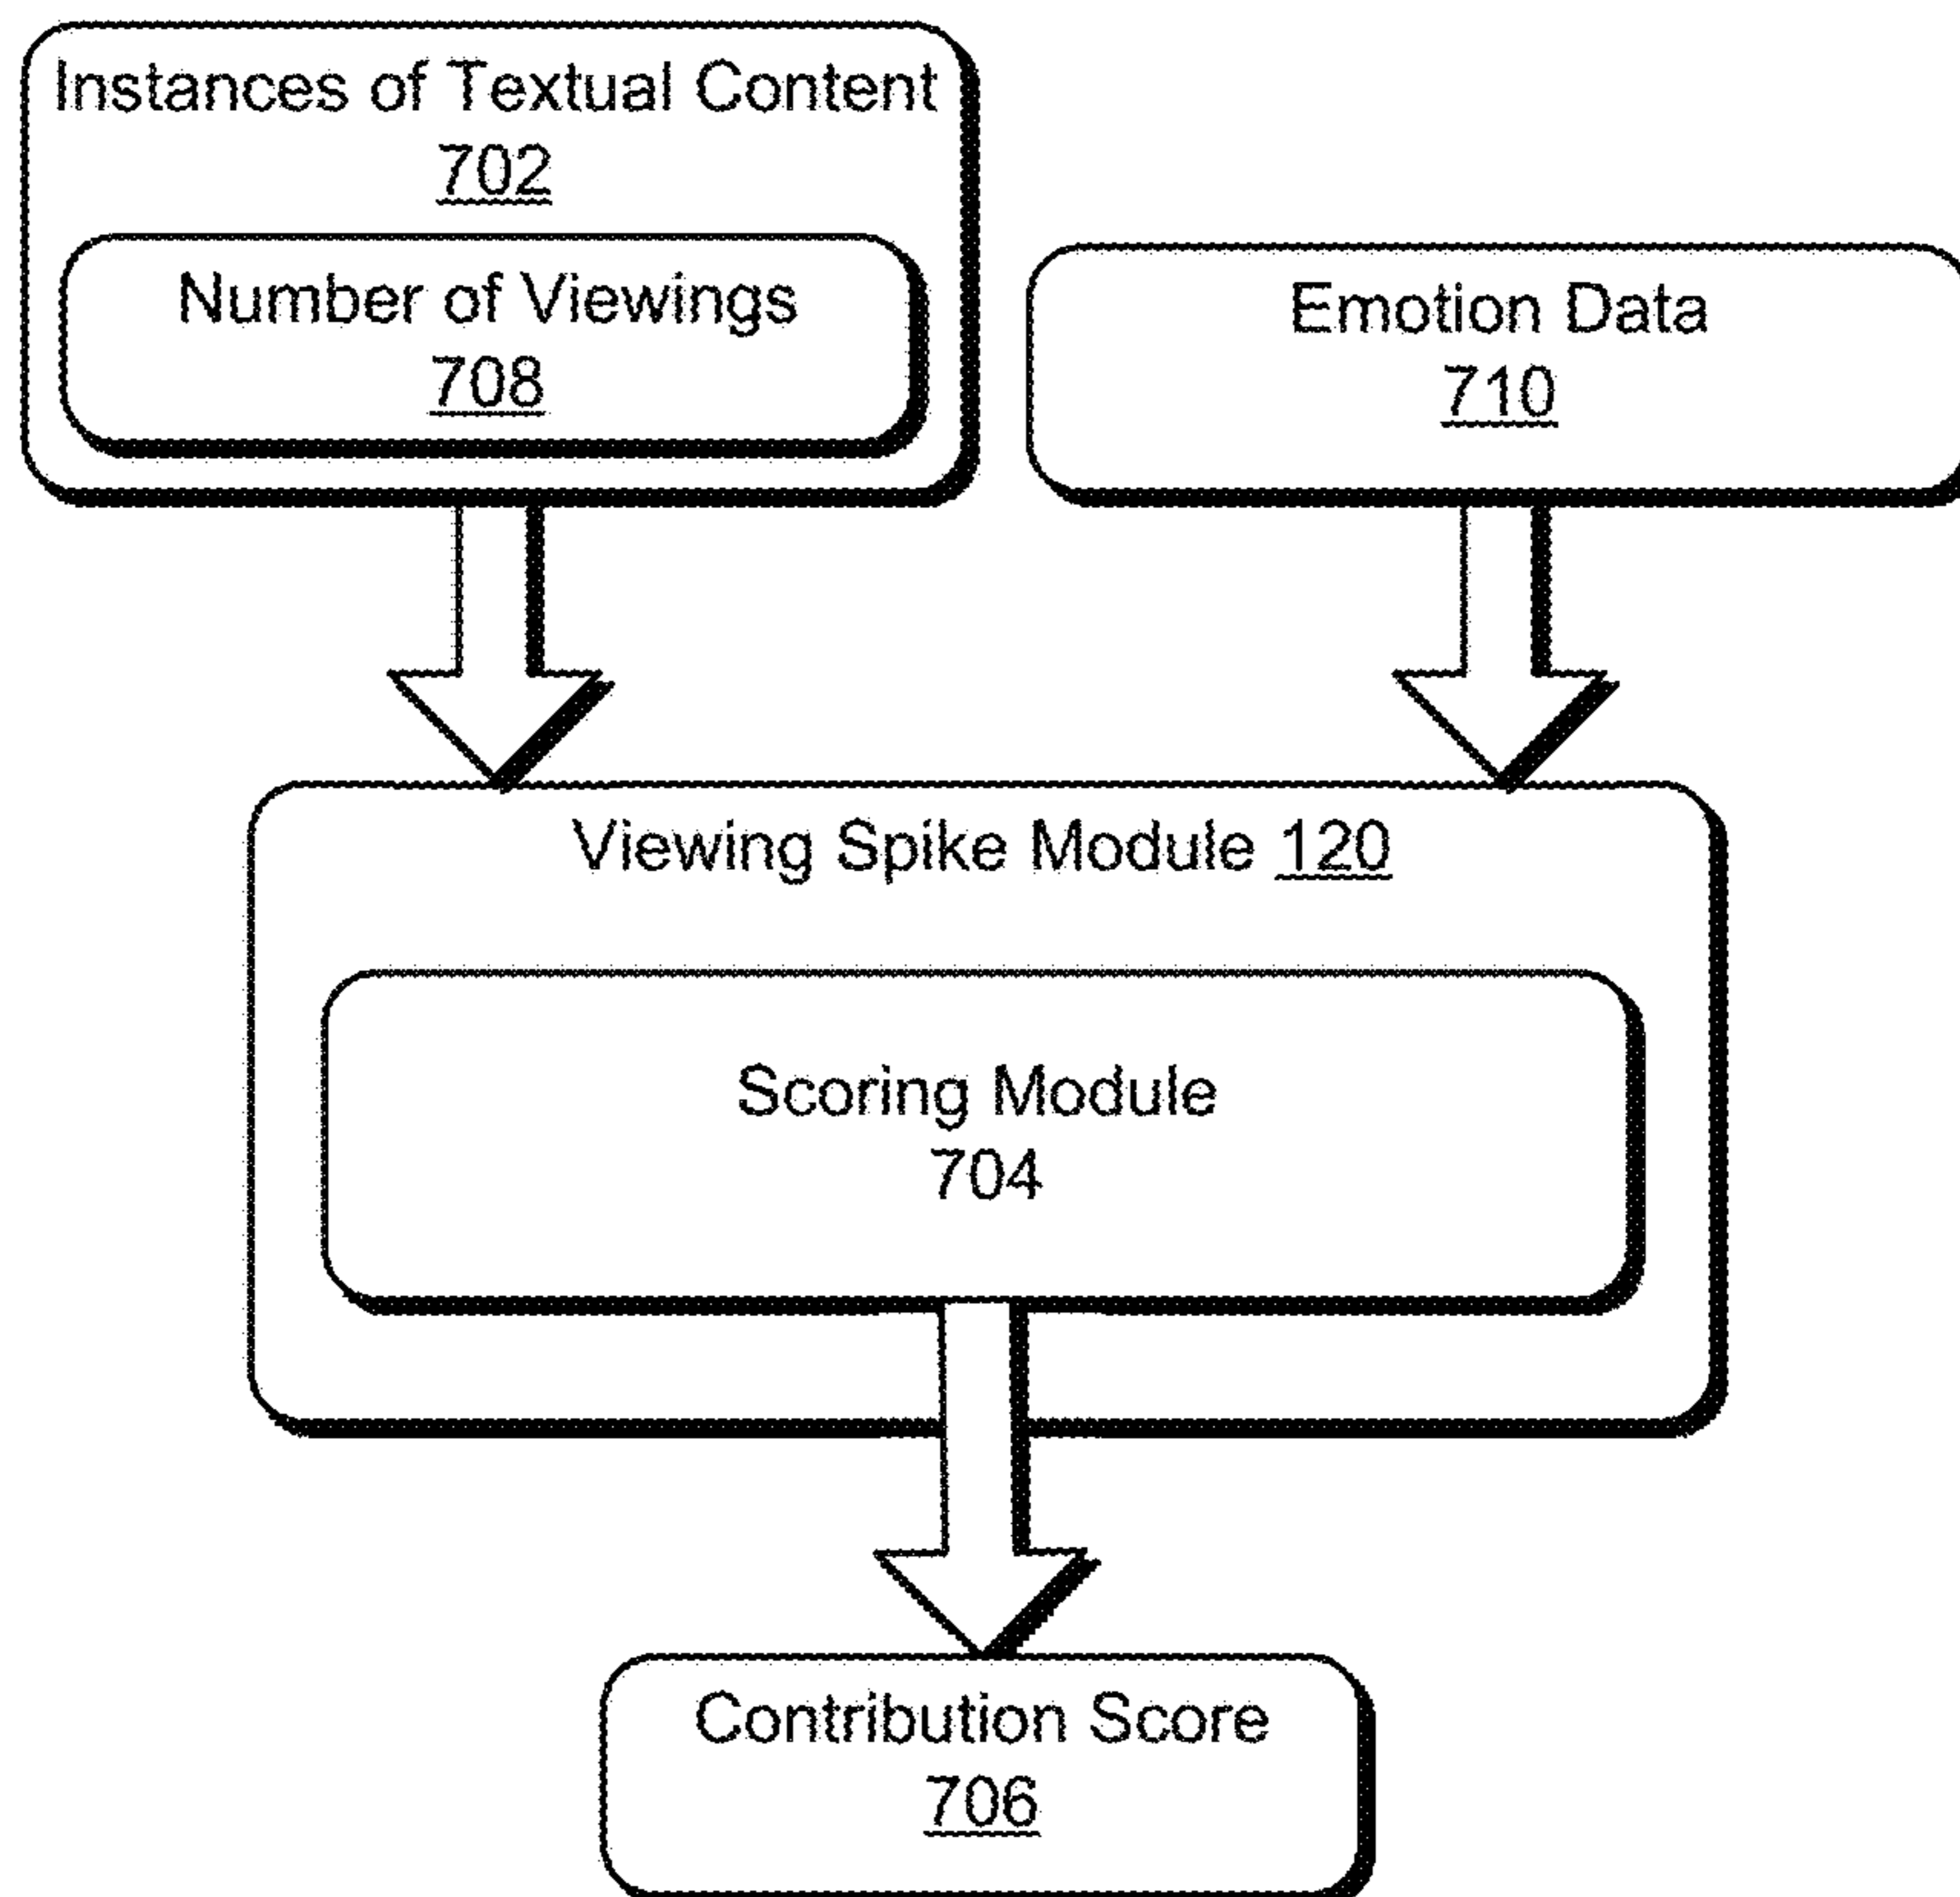 Instances of Textual Content
702
Number of Viewings
708
Emotion Data
710
Viewing Spike Module 120
Scoring Module
704
Contribution Score
706